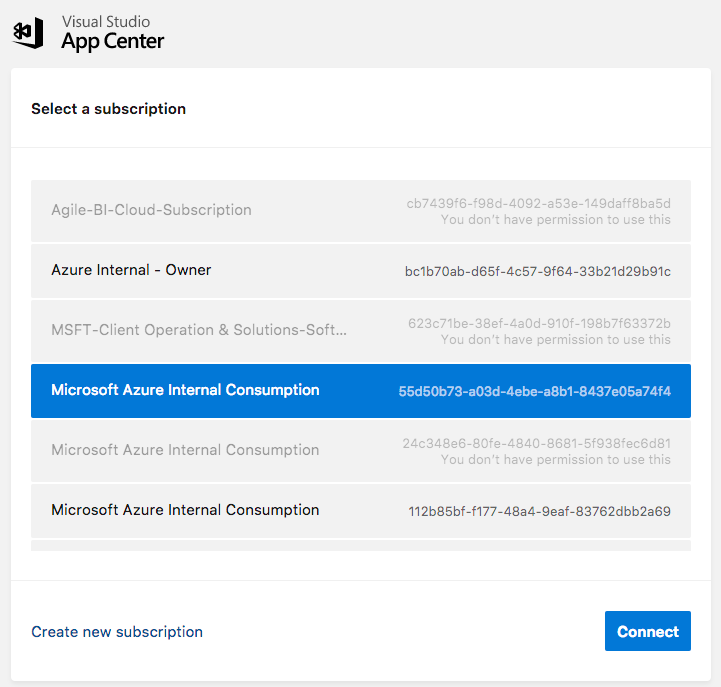 Visual Studio
App Center
Select a subscription
Agile-BI-Cloud-Subscription
cb7439f6-f98d-4092-a53e-149daff8ba5d
You don't have permission to use this
Azure Internal - Owner
bc1b70ab-d65f-4c57-9f64-33b21d29b91c
MSFT-Client Operation & Solutions-Soft...
623c71be-38ef-4a0d-910f-198b7f63372b
You don't have permission to use this
Microsoft Azure Internal Consumption
55d50b73-a03d-4ebe-a8b1-8437e05a74f4
Microsoft Azure Internal Consumption
24c348e6-80fe-4840-8681-5f938fec6d81
You don't have permission to use this
Microsoft Azure Internal Consumption
112b85bf-f177-48a4-9eaf-83762dbb2a69
Create new subscription
Connect